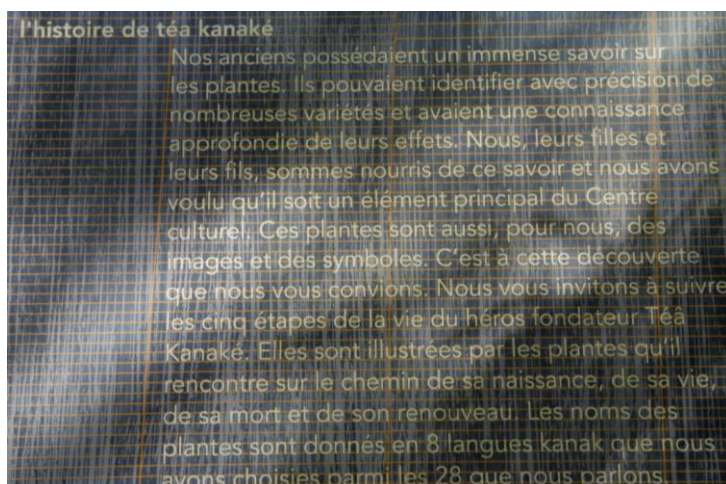 l'histoire de téa kanaké
Nos anciens possédaient un immense savoir sur
les plantes. Ils pouvaient identifier avec précision de
nombreuses variétés et avaient une connaissance
approfondie de leurs effets. Nous, leurs filles et
leurs fils, sommes nourris de ce savoir et nous avons
voulu qu'il soit un élément principal du Centre
culturel. Ces plantes sont aussi, pour nous, des
images et des symboles. C'est à cette découverte
que nous vous convions. Nous vous invitons à suivre
les cinq étapes de la vie du héros fondateur Téâ
Kanaké. Elles sont illustrées par les plantes qu'il
rencontre sur le chemin de sa naissance, de sa vie,
de sa mort et de son renouveau. Les noms des
plantes sont donnés en 8 langues kanak que nous
avons choisies parmi les 28 que nous parlons.